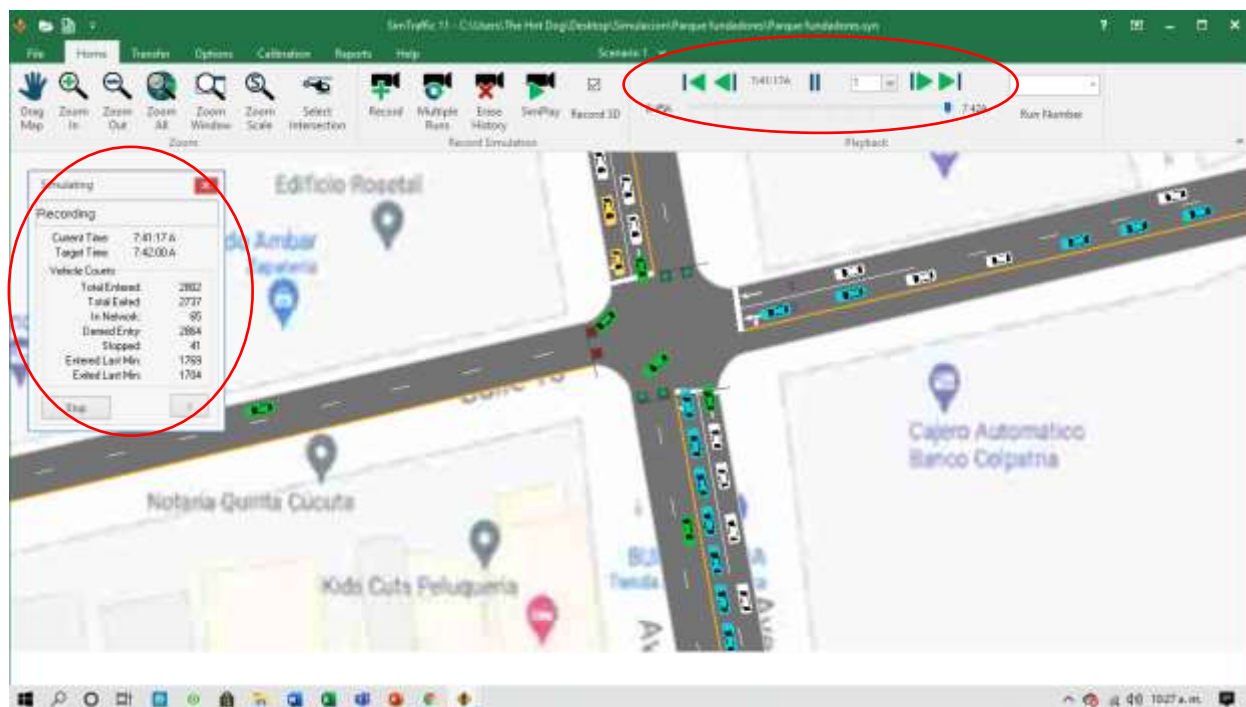 SimTraffic 11 - C:\Users\The Hot Dog\Desktop\Simulacion\Parque fundadores\Parque fundadores.syn
File Home Transfer Options Calibration Reports Help Scenario 1
Drag Map
Zoom In
Zoom Out
Zoom All
Zoom Window
Zoom Scale
Select Intersection
Record
Multiple Runs
Erase History
SimPlay
Record 3D
7:41:17A
1
7:42A
Run Number
Zoom
Record Simulation
Playback
Simulating
Recording
Current Time: 7:41:17 A
Target Time: 7:42:00 A
Vehicle Counts
Total Entered: 2802
Total Exited: 2737
In Network: 65
Denied Entry: 2864
Stopped: 41
Entered Last Min: 1769
Exited Last Min: 1704
Stop
Edificio Rosetal
Ambar
Zapatería
Notaria Quinta Cúcuta
Kids Cuts Peluqueria
Tienda
Cajero Automático
Banco Colpatria
10:27 a. m.